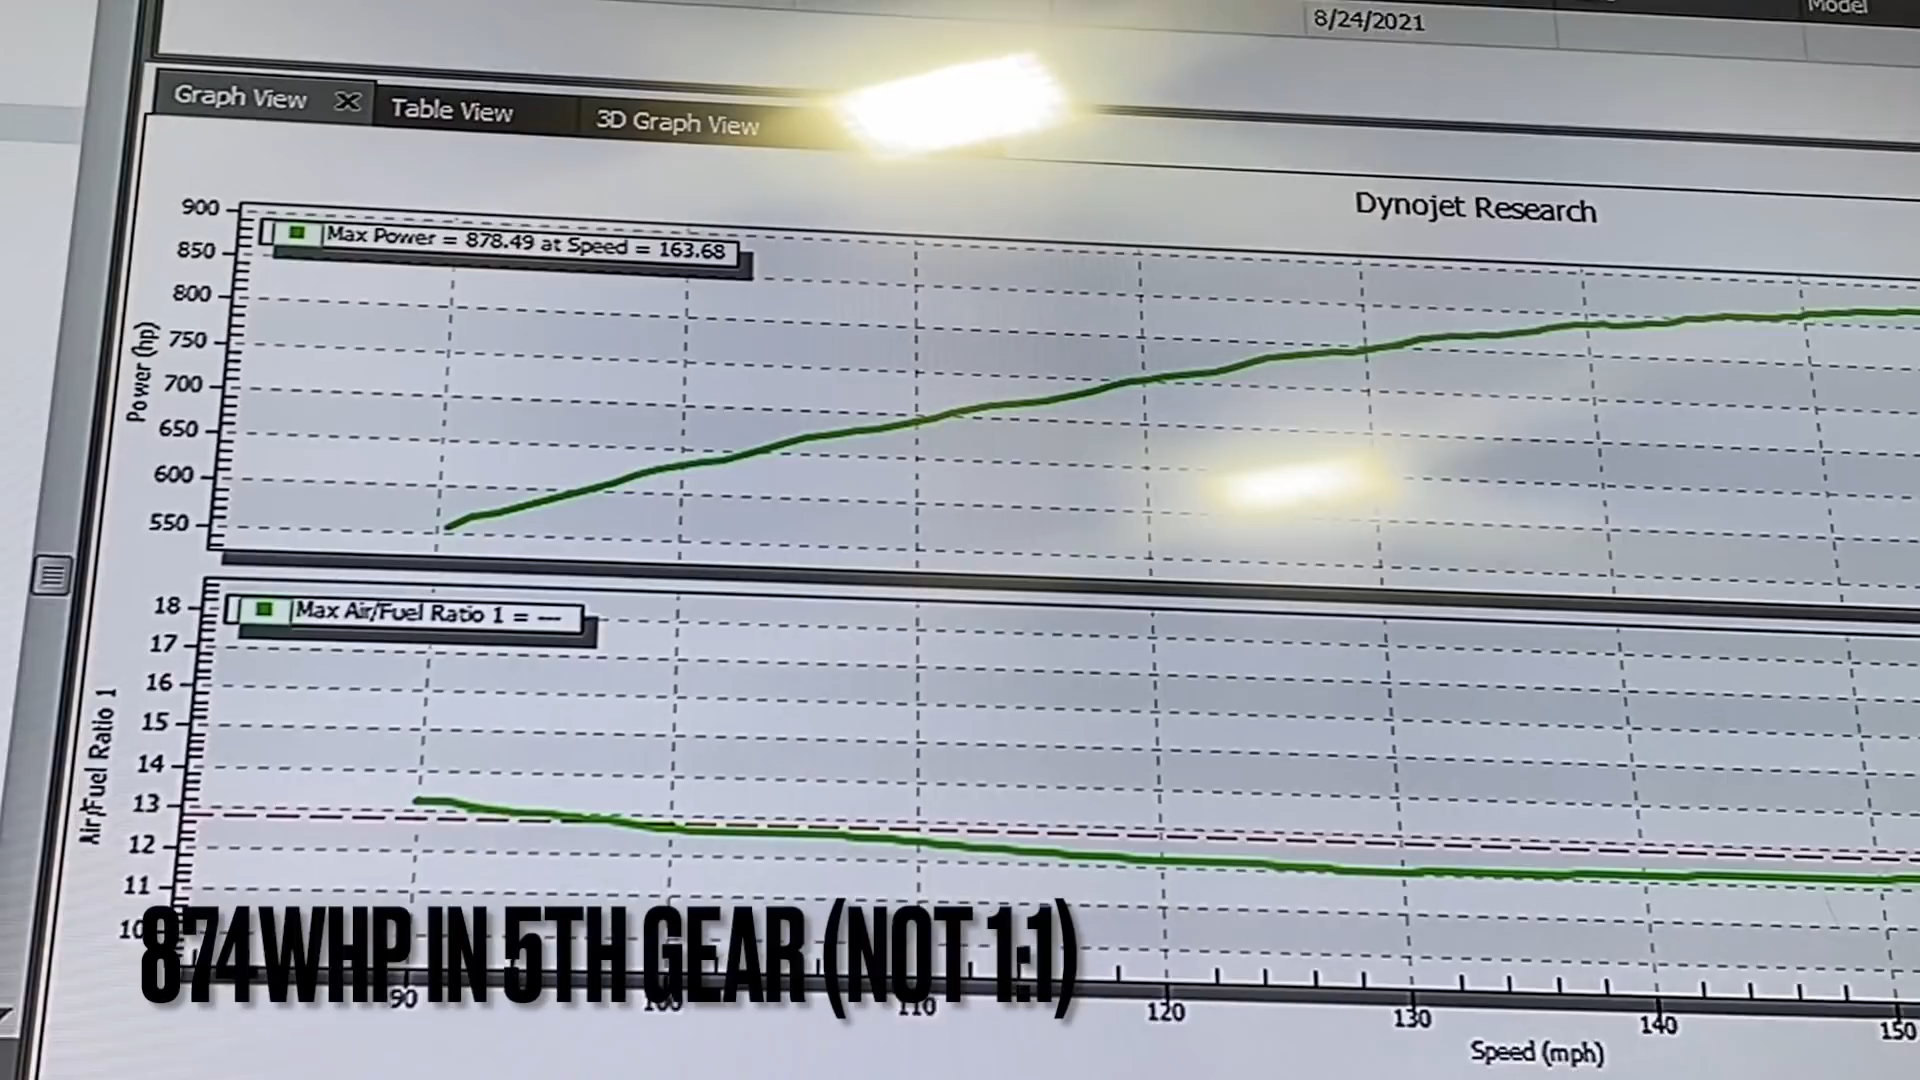 Model
8/24/2021
Graph View
Table View
3D Graph View
Dynojet Research
900
850
800
750
700
650
600
550
Power (hp)
Max Power = 878.49 at Speed = 163.68
18
17
16
15
14
13
12
11
10
Air/Fuel Ratio 1
Max Air/Fuel Ratio 1 = ---
874WHP IN 5TH GEAR (NOT 1:1)
90
100
110
120
130
140
150
Speed (mph)